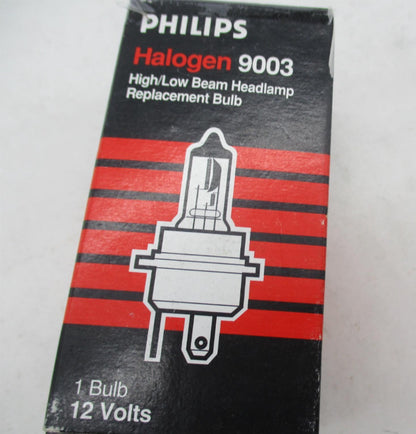 PHILIPS
Halogen 9003
High/Low Beam Headlamp
Replacement Bulb
1 Bulb
12 Volts